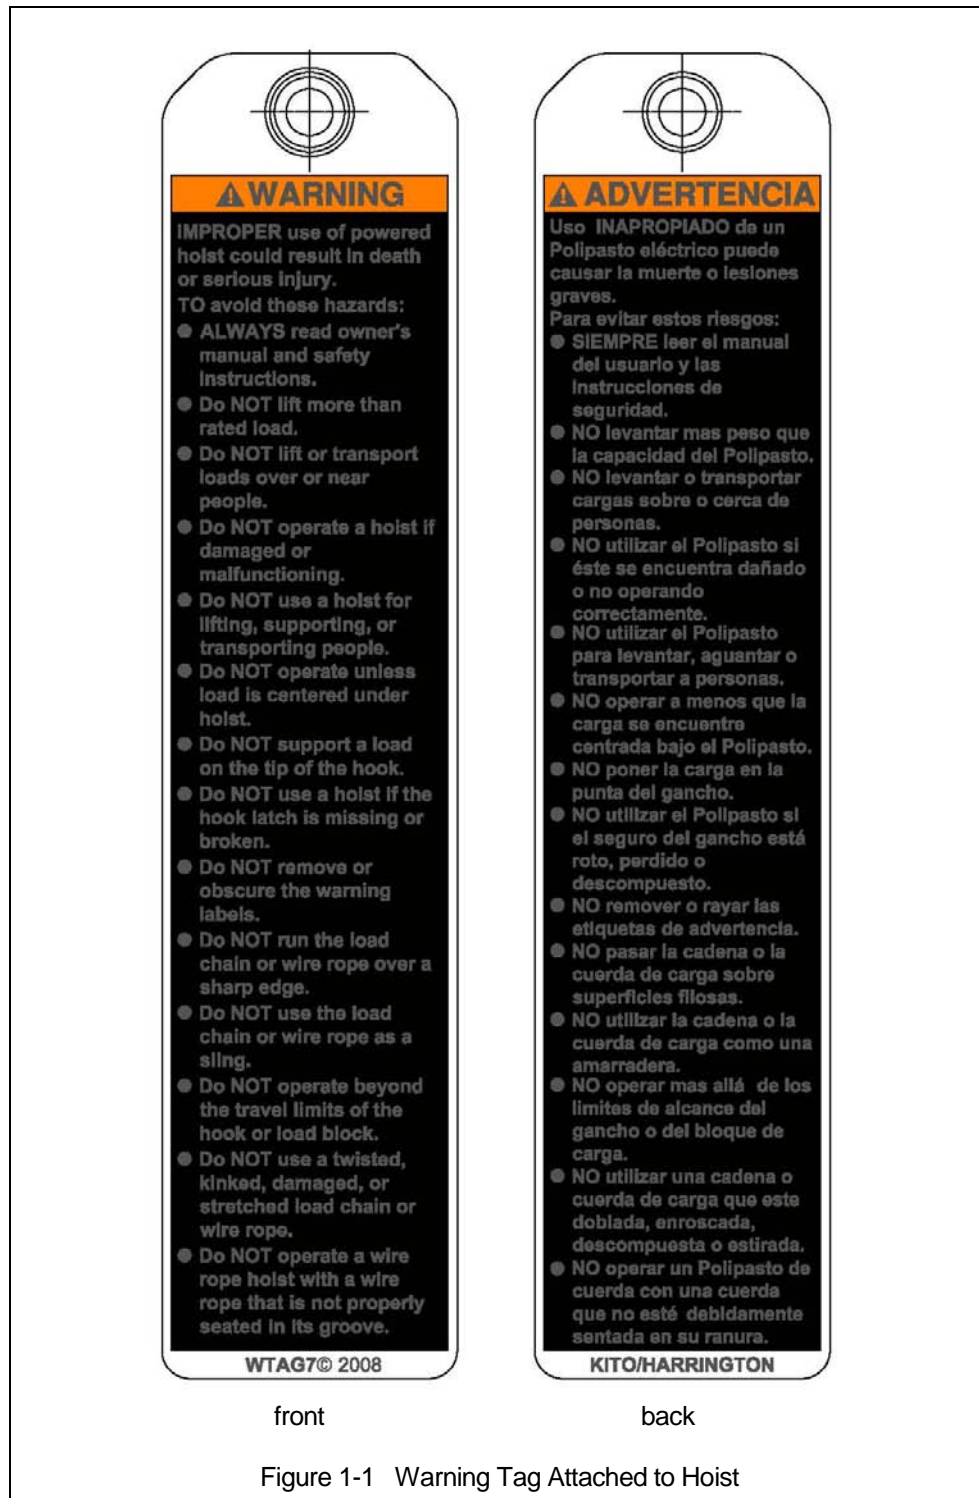 WARNING
IMPROPER use of powered
hoist could result in death
or serious injury.
TO avoid these hazards:
● ALWAYS read owner's
manual and safety
instructions.
● Do NOT lift more than
rated load.
● Do NOT lift or transport
loads over or near
people.
● Do NOT operate a hoist if
damaged or
malfunctioning.
● Do NOT use a hoist for
lifting, supporting, or
transporting people.
● Do NOT operate unless
load is centered under
hoist.
● Do NOT support a load
on the tip of the hook.
● Do NOT use a hoist if the
hook latch is missing or
broken.
● Do NOT remove or
obscure the warning
labels.
● Do NOT run the load
chain or wire rope over a
sharp edge.
● Do NOT use the load
chain or wire rope as a
sling.
● Do NOT operate beyond
the travel limits of the
hook or load block.
● Do NOT use a twisted,
kinked, damaged, or
stretched load chain or
wire rope.
● Do NOT operate a wire
rope hoist with a wire
rope that is not properly
seated in its groove.
WTAG7© 2008
front
ADVERTENCIA
Uso INAPROPIADO de un
Polipasto eléctrico puede
causar la muerte o lesiones
graves.
Para evitar estos riesgos:
● SIEMPRE leer el manual
del usuario y las
instrucciones de
seguridad.
● NO levantar mas peso que
la capacidad del Polipasto.
● NO levantar o transportar
cargas sobre o cerca de
personas.
● NO utilizar el Polipasto si
éste se encuentra dañado
o no operando
correctamente.
● NO utilizar el Polipasto
para levantar, aguantar o
transportar a personas.
● NO operar a menos que la
carga se encuentre
centrada bajo el Polipasto.
● NO poner la carga en la
punta del gancho.
● NO utilizar el Polipasto si
el seguro del gancho está
roto, perdido o
descompuesto.
● NO remover o rayar las
etiquetas de advertencia.
● NO pasar la cadena o la
cuerda de carga sobre
superficies filosas.
● NO utilizar la cadena o la
cuerda de carga como una
amarradera.
● NO operar mas allá de los
limites de alcance del
gancho o del bloque de
carga.
● NO utilizar una cadena o
cuerda de carga que este
doblada, enroscada,
descompuesta o estirada.
● NO operar un Polipasto de
cuerda con una cuerda
que no esté debidamente
sentada en su ranura.
KITO/HARRINGTON
back
Figure 1-1 Warning Tag Attached to Hoist